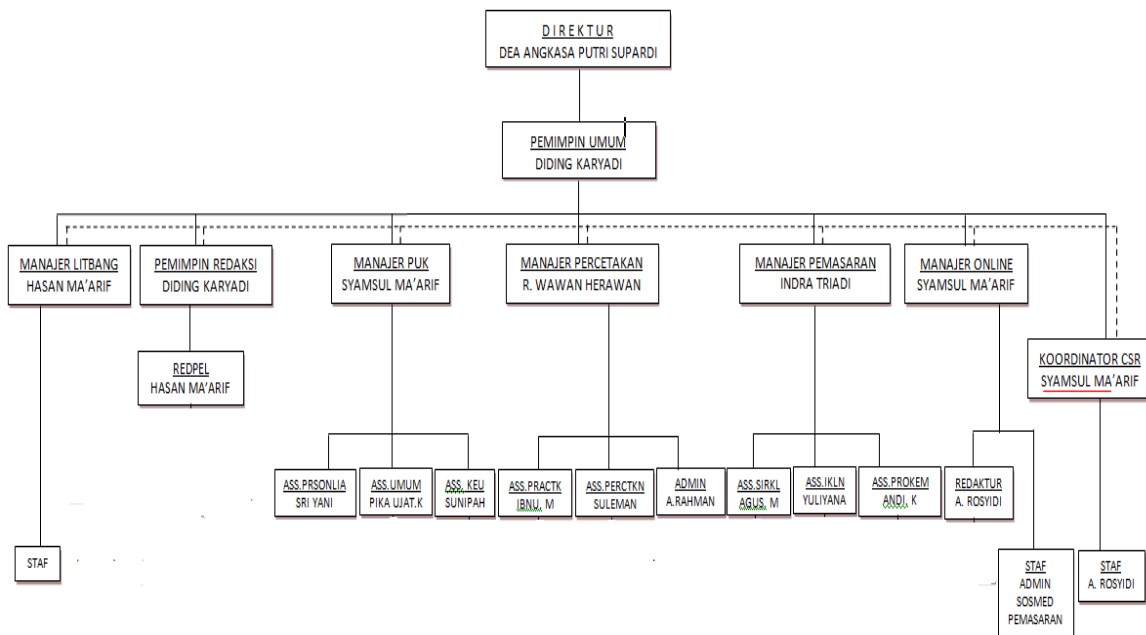 D I R E K T U R
DEA ANGKASA PUTRI SUPARDI
PEMIMPIN UMUM
DIDING KARYADI
MANAJER LITBANG
HASAN MA'ARIF
PEMIMPIN REDAKSI
DIDING KARYADI
MANAJER PUK
SYAMSUL MA'ARIF
MANAJER PERCETAKAN
R. WAWAN HERAWAN
MANAJER PEMASARAN
INDRA TRIADI
MANAJER ONLINE
SYAMSUL MA'ARIF
KOORDINATOR CSR
SYAMSUL MA'ARIF
REDPEL
HASAN MA'ARIF
ASS.PRSONLIA
SRI YANI
ASS.UMUM
PIKA UJAT.K
ASS. KEU
SUNIPAH
ASS.PRACTK
IBNU. M
ASS.PERCTKN
SULEMAN
ADMIN
A.RAHMAN
ASS.SIRKL
AGUS. M
ASS.IKLN
YULIYANA
ASS.PROKEM
ANDI. K
REDAKTUR
A. ROSYIDI
STAF
STAF
ADMIN
SOSMED
PEMASARAN
STAF
A. ROSYIDI